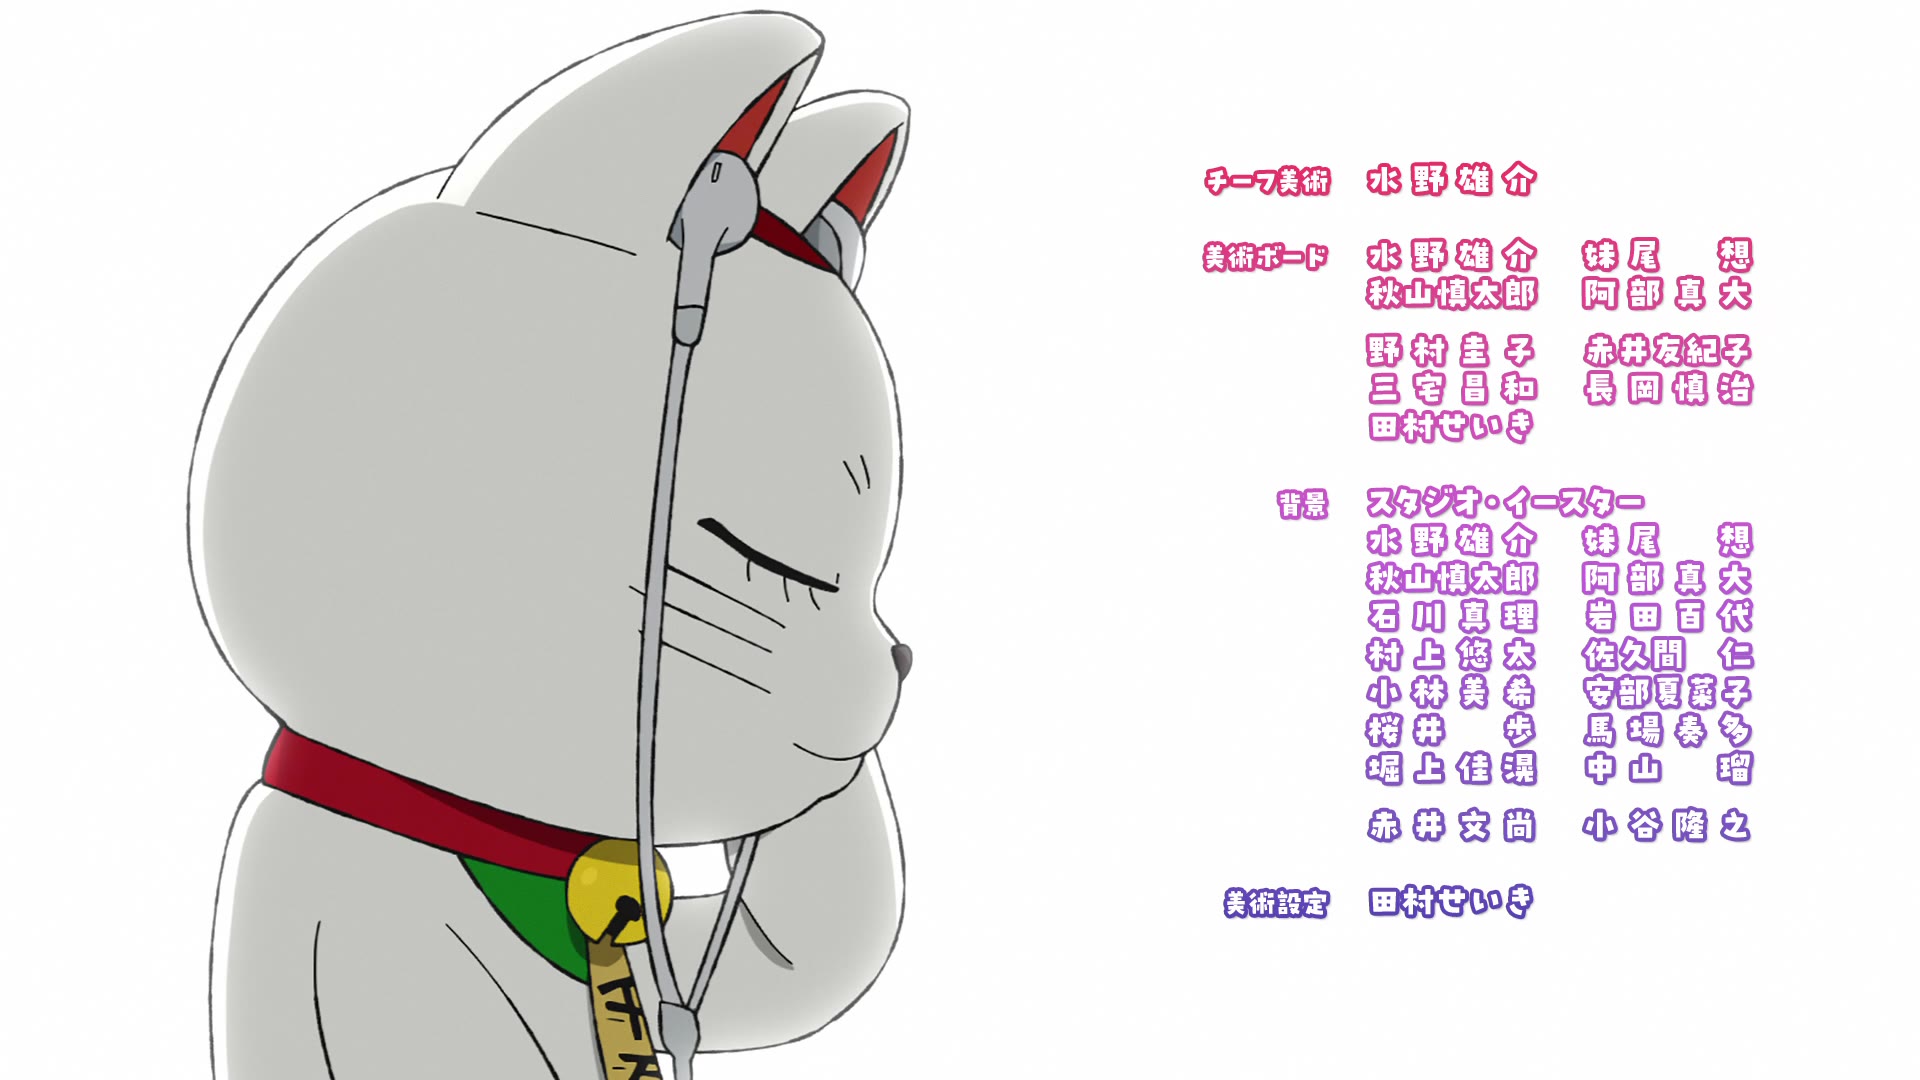 チーフ美術 水野雄介
美術ボード 水野雄介 妹尾 想
秋山慎太郎 阿部真大
野村圭子 赤井友紀子
三宅昌和 長岡慎治
田村せいき
背景 スタジオ・イースター
水野雄介 妹尾 想
秋山慎太郎 阿部真大
石川真理 岩田百代
村上悠太 佐久間 仁
小林美希 安部夏菜子
桜井 歩 馬場奏多
堀上佳滉 中山 瑠
赤井文尚 小谷隆之
美術設定 田村せいき
千